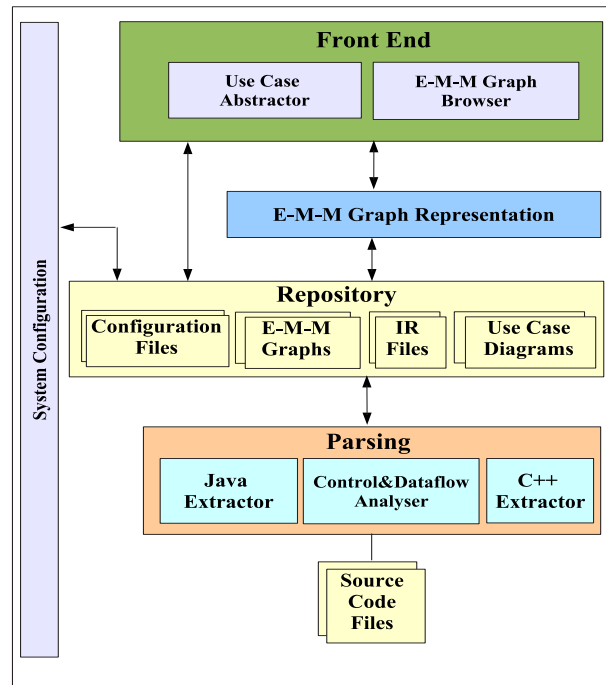 Front End
Use Case
Abstractor
E-M-M Graph
Browser
E-M-M Graph Representation
System Configuration
Repository
Configuration
Files
E-M-M
Graphs
IR
Files
Use Case
Diagrams
Parsing
Java
Extractor
Control&Dataflow
Analyser
C++
Extractor
Source
Code
Files